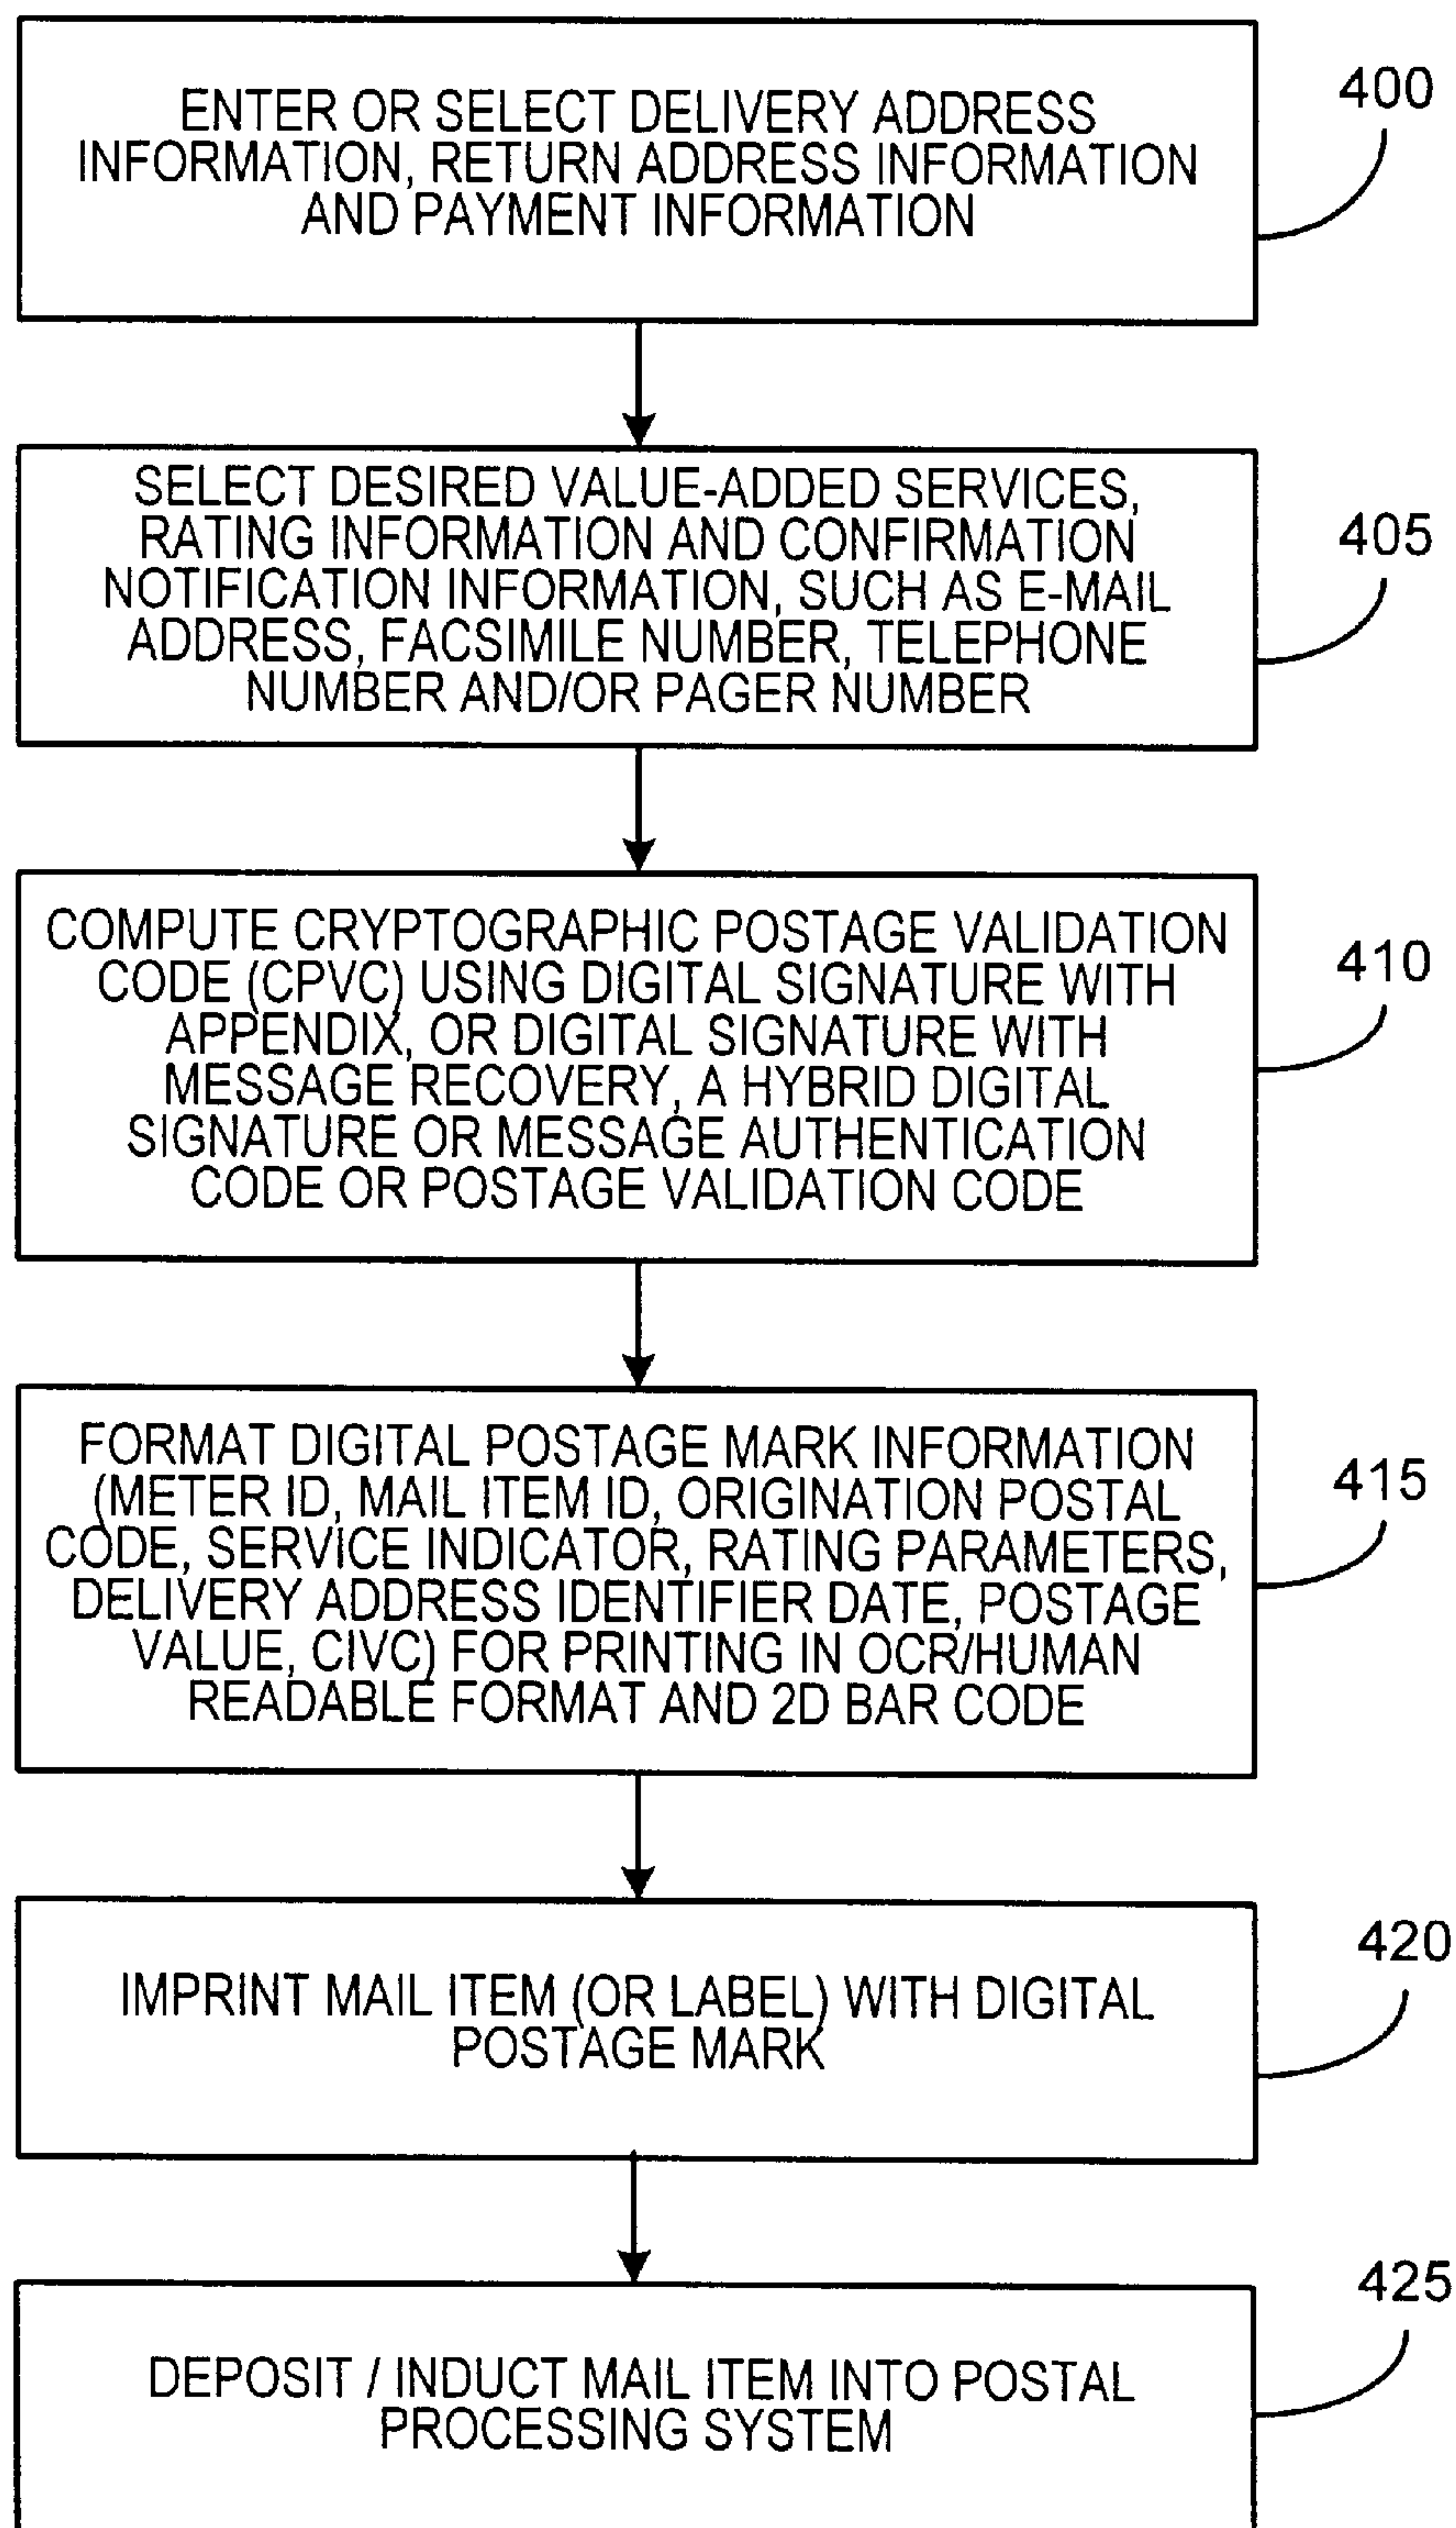 ENTER OR SELECT DELIVERY ADDRESS
INFORMATION, RETURN ADDRESS INFORMATION
AND PAYMENT INFORMATION
400
SELECT DESIRED VALUE-ADDED SERVICES,
RATING INFORMATION AND CONFIRMATION
NOTIFICATION INFORMATION, SUCH AS E-MAIL
ADDRESS, FACSIMILE NUMBER, TELEPHONE
NUMBER AND/OR PAGER NUMBER
405
COMPUTE CRYPTOGRAPHIC POSTAGE VALIDATION
CODE (CPVC) USING DIGITAL SIGNATURE WITH
APPENDIX, OR DIGITAL SIGNATURE WITH
MESSAGE RECOVERY, A HYBRID DIGITAL
SIGNATURE OR MESSAGE AUTHENTICATION
CODE OR POSTAGE VALIDATION CODE
410
FORMAT DIGITAL POSTAGE MARK INFORMATION
(METER ID, MAIL ITEM ID, ORIGINATION POSTAL
CODE, SERVICE INDICATOR, RATING PARAMETERS,
DELIVERY ADDRESS IDENTIFIER DATE, POSTAGE
VALUE, CIVC) FOR PRINTING IN OCR/HUMAN
READABLE FORMAT AND 2D BAR CODE
415
IMPRINT MAIL ITEM (OR LABEL) WITH DIGITAL
POSTAGE MARK
420
DEPOSIT / INDUCT MAIL ITEM INTO POSTAL
PROCESSING SYSTEM
425